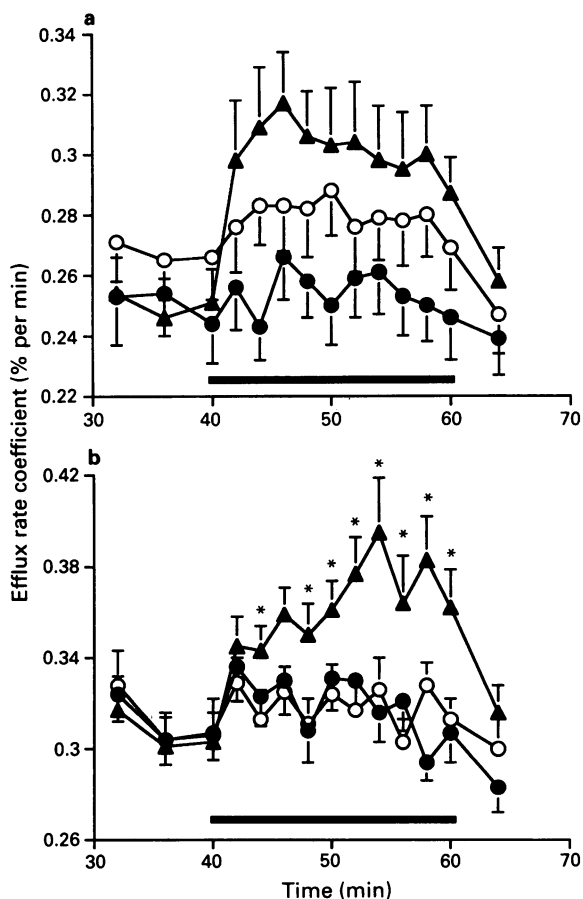 a
0.34
0.32
0.3
0.28
0.26
0.24
0.22
30 40 50 60 70
b
0.42
0.38
0.34
0.3
0.26
* * * * * * * *
30 40 50 60 70
Efflux rate coefficient (% per min)
Time (min)